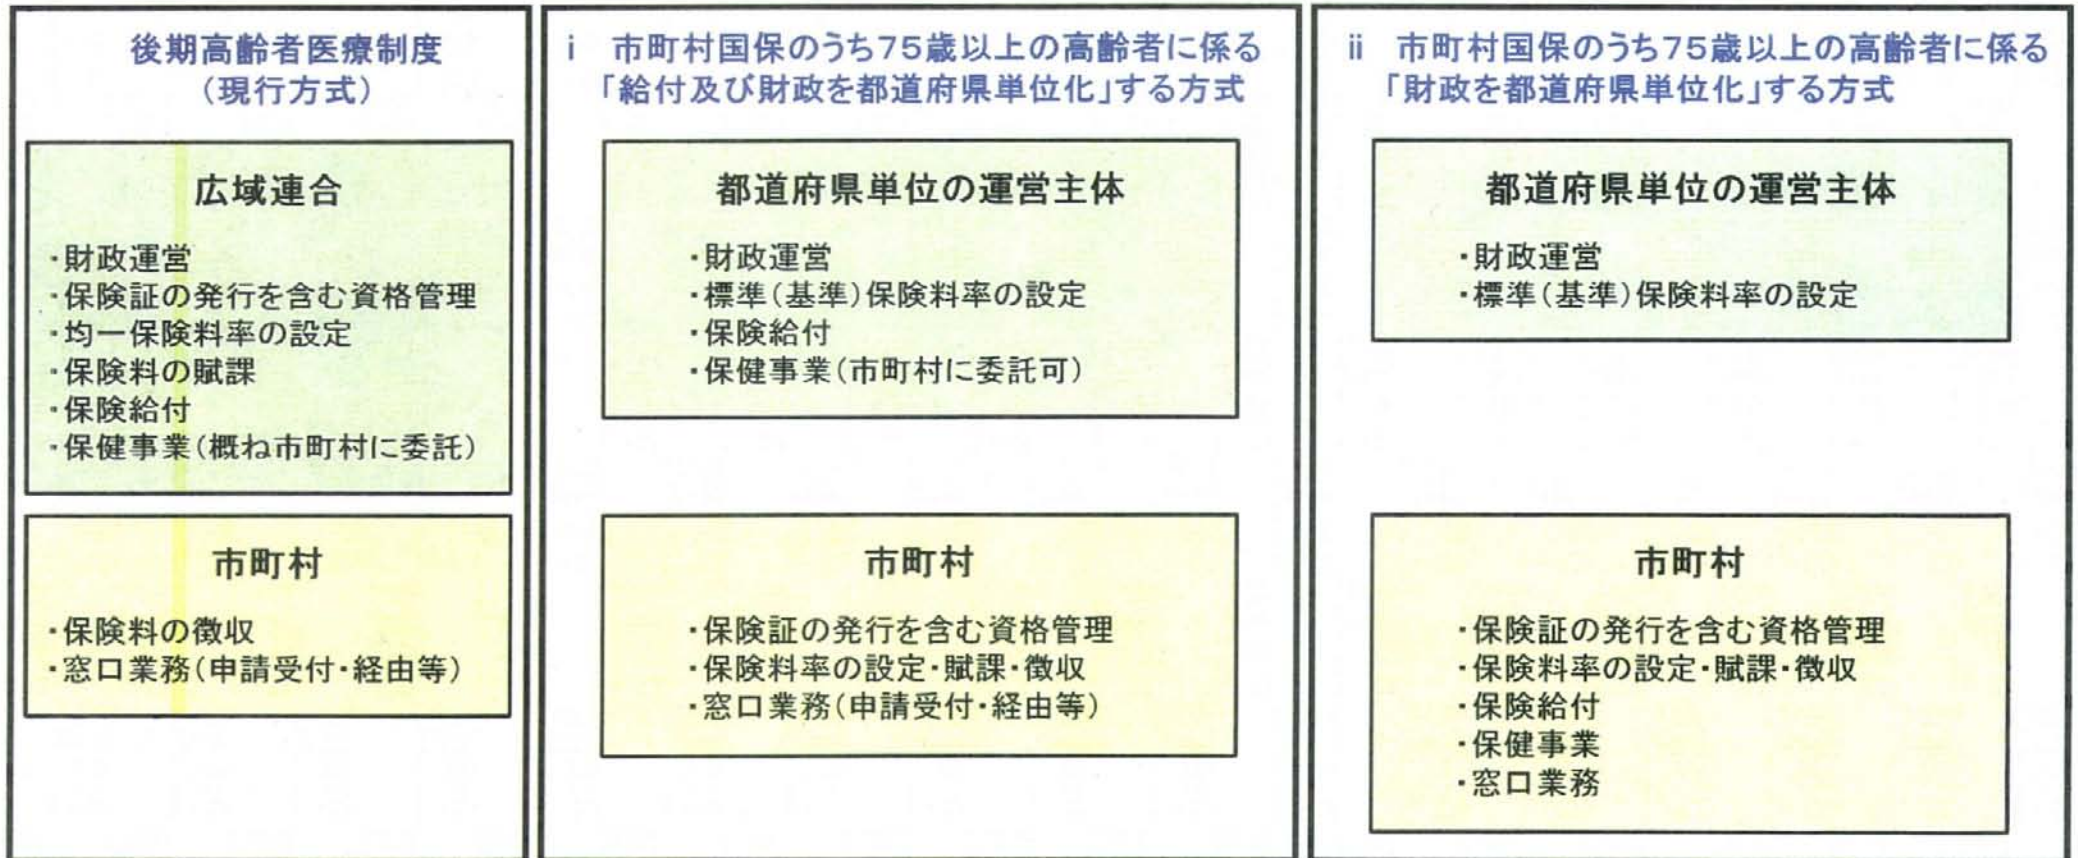 後期高齢者医療制度
(現行方式)
広域連合
・財政運営
・保険証の発行を含む資格管理
・均一保険料率の設定
・保険料の賦課
・保険給付
・保健事業(概ね市町村に委託)
市町村
・保険料の徴収
・窓口業務(申請受付・経由等)
ⅰ 市町村国保のうち75歳以上の高齢者に係る
「給付及び財政を都道府県単位化」する方式
都道府県単位の運営主体
・財政運営
・標準(基準)保険料率の設定
・保険給付
・保健事業(市町村に委託可)
市町村
・保険証の発行を含む資格管理
・保険料率の設定・賦課・徴収
・窓口業務(申請受付・経由等)
ⅱ 市町村国保のうち75歳以上の高齢者に係る
「財政を都道府県単位化」する方式
都道府県単位の運営主体
・財政運営
・標準(基準)保険料率の設定
市町村
・保険証の発行を含む資格管理
・保険料率の設定・賦課・徴収
・保険給付
・保健事業
・窓口業務